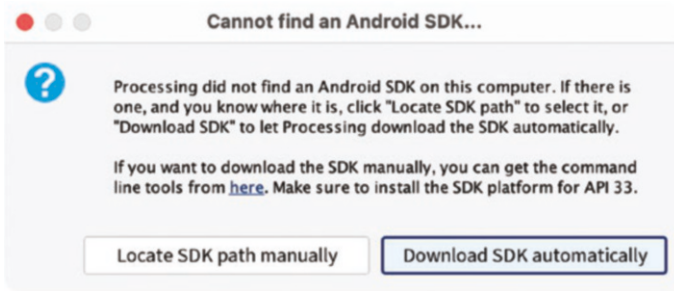 Cannot find an Android SDK...
Processing did not find an Android SDK on this computer. If there is
one, and you know where it is, click "Locate SDK path" to select it, or
"Download SDK" to let Processing download the SDK automatically.
If you want to download the SDK manually, you can get the command
line tools from here. Make sure to install the SDK platform for API 33.
Locate SDK path manually
Download SDK automatically